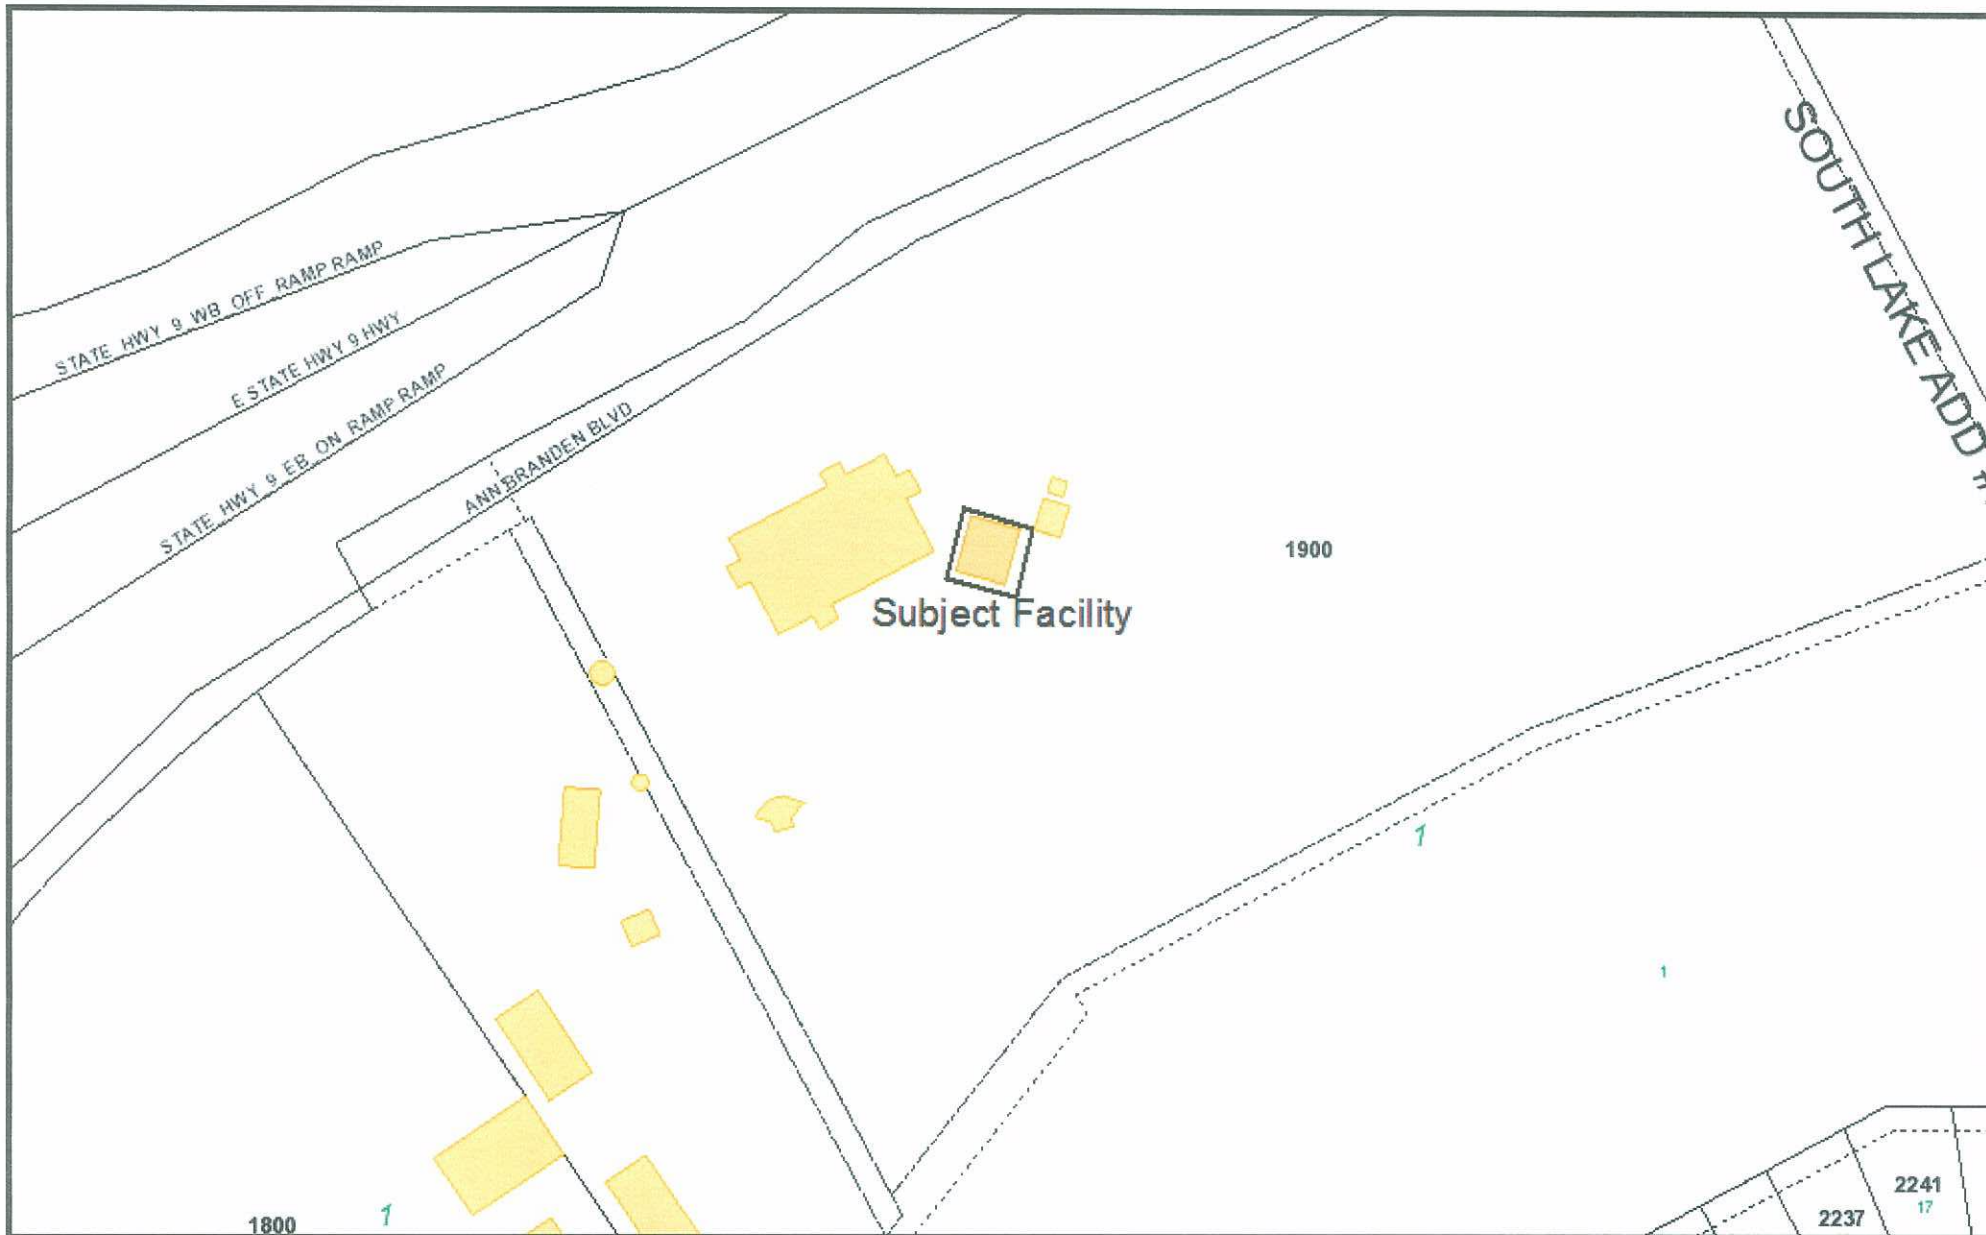 SOUTH LAKE ADD #
STATE HWY 9 WB OFF RAMP RAMP
E STATE HWY 9 HWY
STATE HWY 9 EB ON RAMP RAMP
ANN BRANDEN BLVD
1900
Subject Facility
1
1
2241
17
2237
1
1800